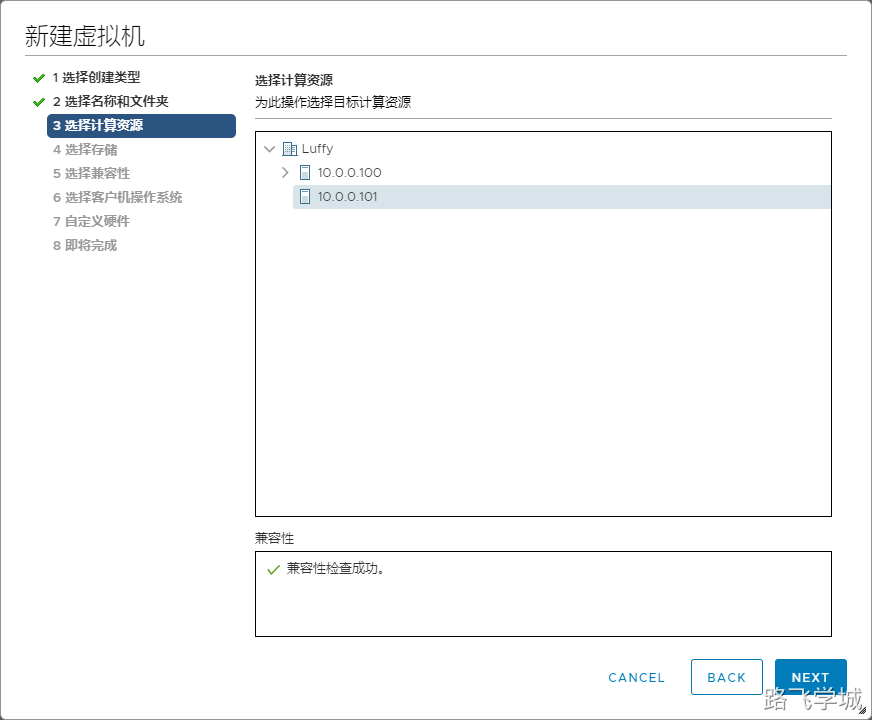 新建虚拟机
1 选择创建类型
2 选择名称和文件夹
3 选择计算资源
4 选择存储
5 选择兼容性
6 选择客户机操作系统
7 自定义硬件
8 即将完成
选择计算资源
为此操作选择目标计算资源
Luffy
10.0.0.100
10.0.0.101
兼容性
兼容性检查成功。
CANCEL
BACK
NEXT
路飞学城